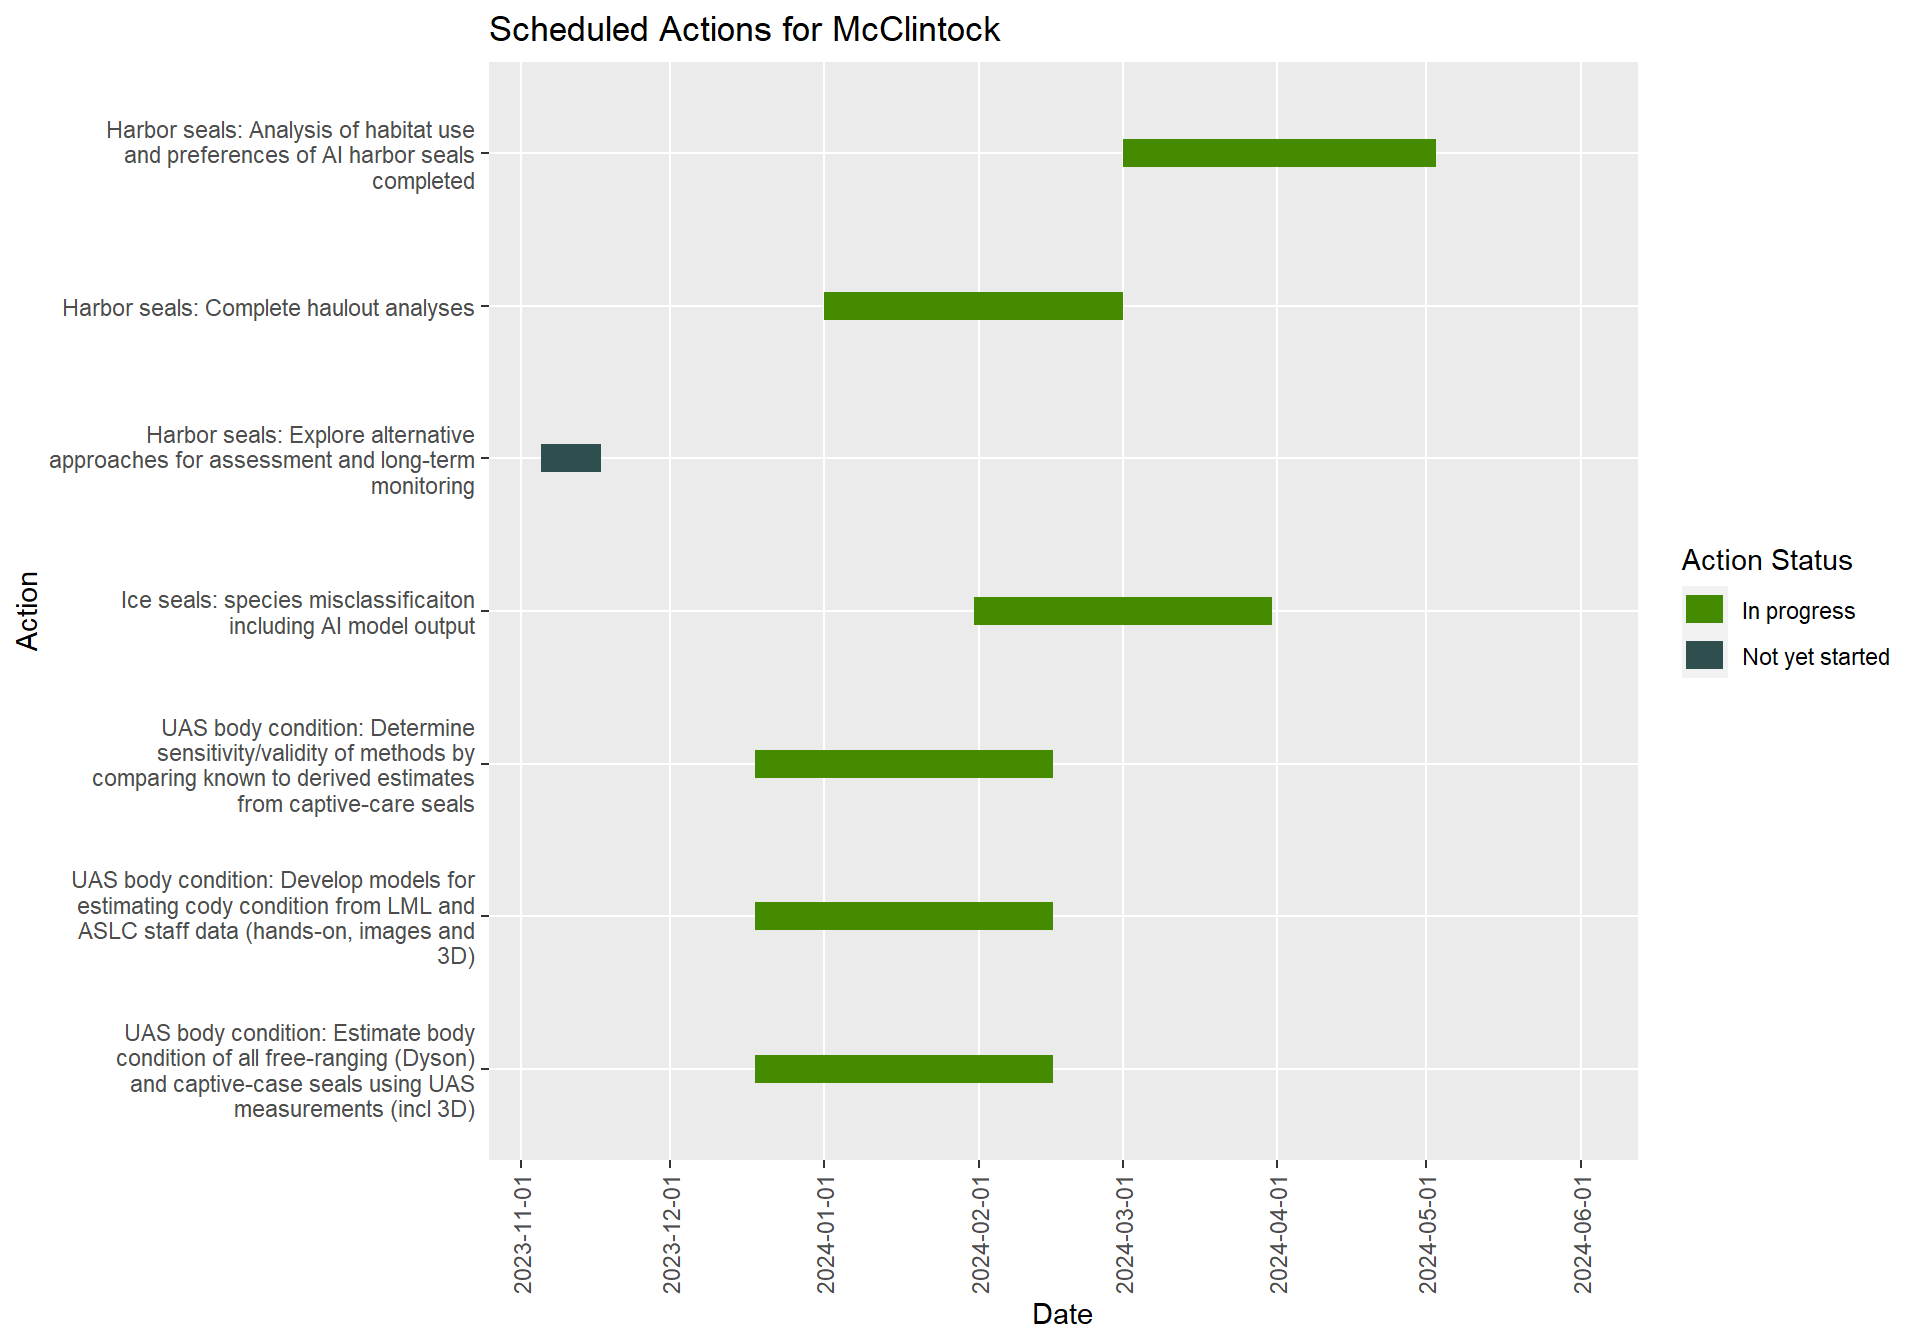 Scheduled Actions for McClintock
Harbor seals: Analysis of habitat use
and preferences of AI harbor seals
completed
Harbor seals: Complete haulout analyses
Harbor seals: Explore alternative
approaches for assessment and long-term
monitoring
Ice seals: species misclassificaiton
including AI model output
UAS body condition: Determine
sensitivity/validity of methods by
comparing known to derived estimates
from captive-care seals
UAS body condition: Develop models for
estimating cody condition from LML and
ASLC staff data (hands-on, images and
3D)
UAS body condition: Estimate body
condition of all free-ranging (Dyson)
and captive-case seals using UAS
measurements (incl 3D)
Action
2023-11-01
2023-12-01
2024-01-01
2024-02-01
2024-03-01
2024-04-01
2024-05-01
2024-06-01
Date
Action Status
In progress
Not yet started